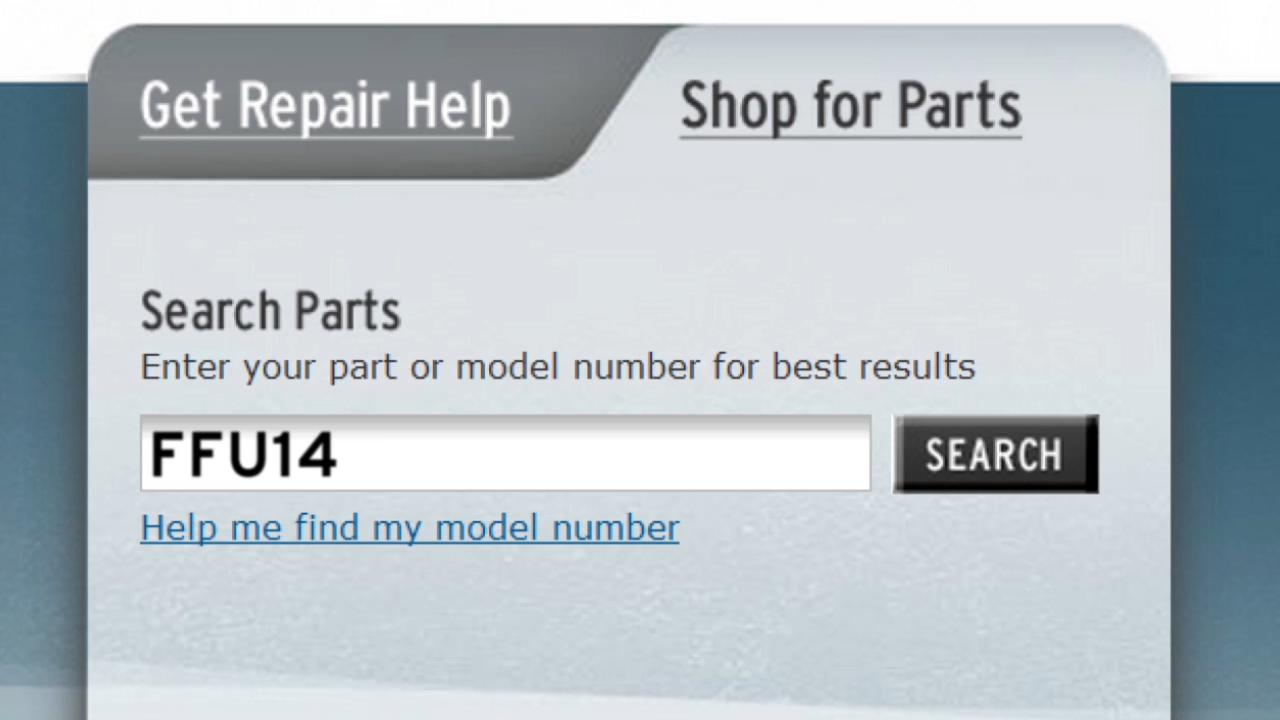 Get Repair Help
Shop for Parts
Search Parts
Enter your part or model number for best results
FFU14
SEARCH
Help me find my model number